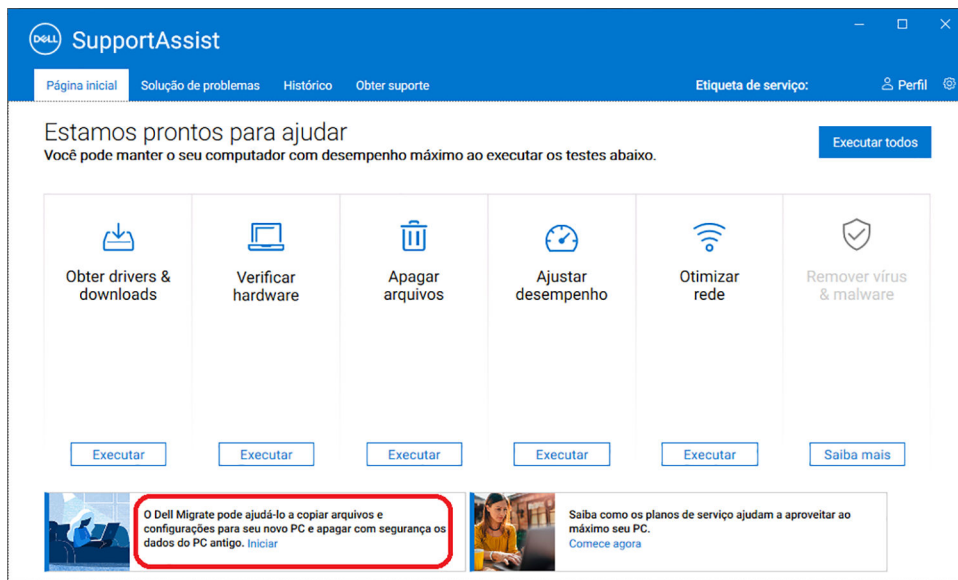 DELL SupportAssist
Página inicial Solução de problemas Histórico Obter suporte Etiqueta de serviço: Perfil
Estamos prontos para ajudar
Você pode manter o seu computador com desempenho máximo ao executar os testes abaixo.
Executar todos
Obter drivers &
downloads
Executar
Verificar
hardware
Executar
Apagar
arquivos
Executar
Ajustar
desempenho
Executar
Otimizar
rede
Executar
Remover vírus
& malware
Saiba mais
O Dell Migrate pode ajudá-lo a copiar arquivos e
configurações para seu novo PC e apagar com segurança os
dados do PC antigo. Iniciar
Saiba como os planos de serviço ajudam a aproveitar ao
máximo seu PC.
Comece agora